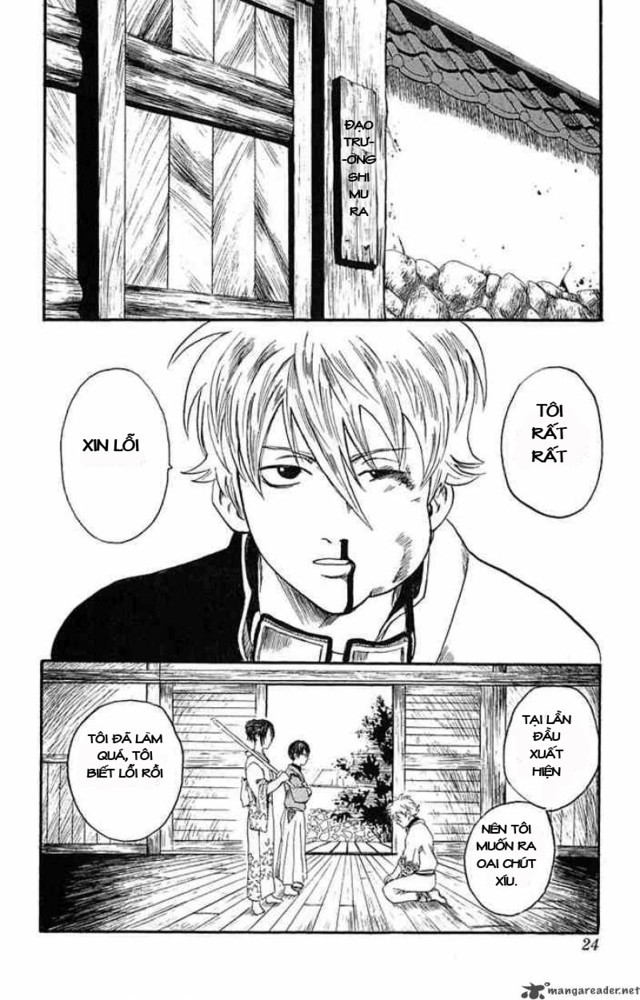 ĐẠO
TRƯ-
-ỜNG
SHI
MU
RA
TÔI
RẤT
RẤT
XIN LỖI
TẠI LẦN
ĐẦU
XUẤT
HIỆN
NÊN TÔI
MUỐN RA
OAI CHÚT
XÍU.
TÔI ĐÃ LÀM
QUÁ, TÔI
BIẾT LỖI RỒI
24
mangareader.net